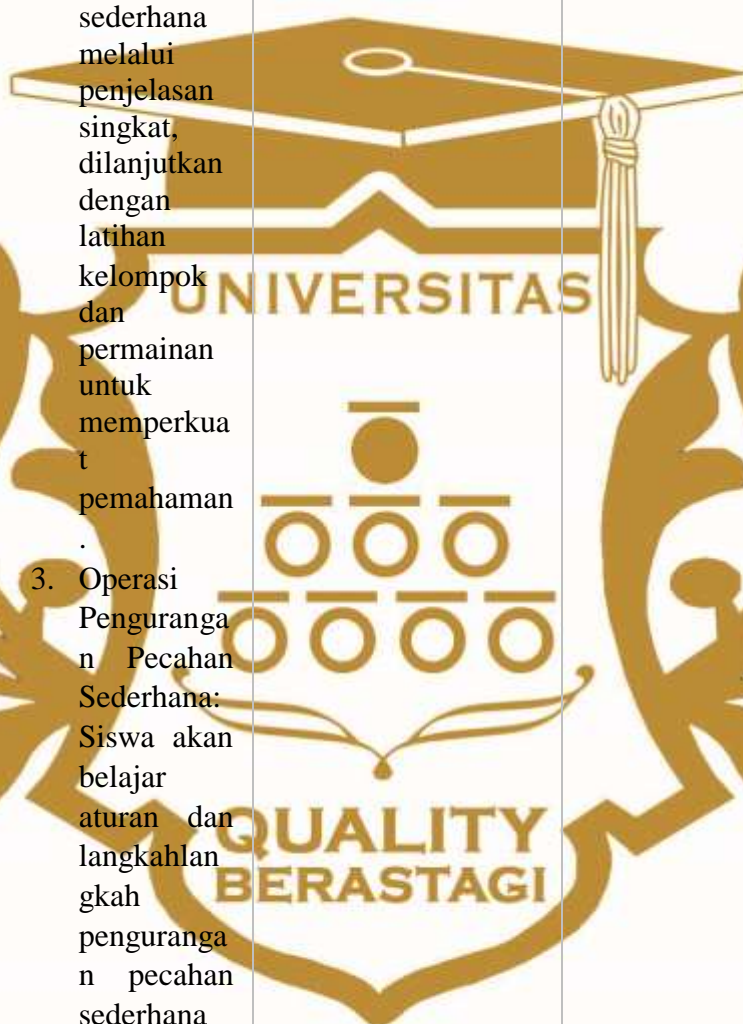 sederhana
melalui
penjelasan
singkat,
dilanjutkan
dengan
latihan
kelompok
dan
permainan
untuk
memperkua
t
pemahaman
.
3. Operasi
Penguranga
n Pecahan
Sederhana:
Siswa akan
belajar
aturan dan
langkahlan
gkah
penguranga
n pecahan
sederhana
UNIVERSITAS
QUALITY
BERASTAGI